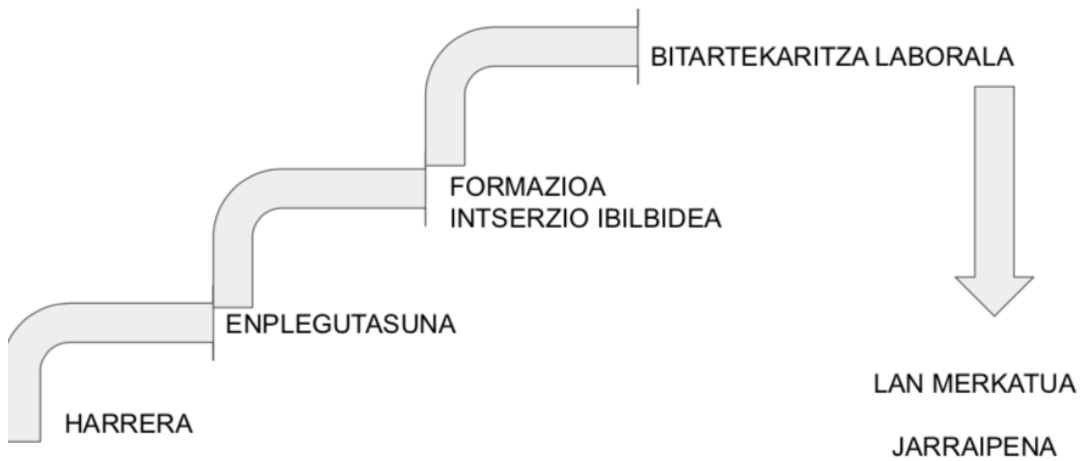 BITARTEKARITZA LABORALA
FORMAZIOA
INTSERZIO IBILBIDEA
ENPLEGUTASUNA
HARRERA
LAN MERKATUA
JARRAIPENA